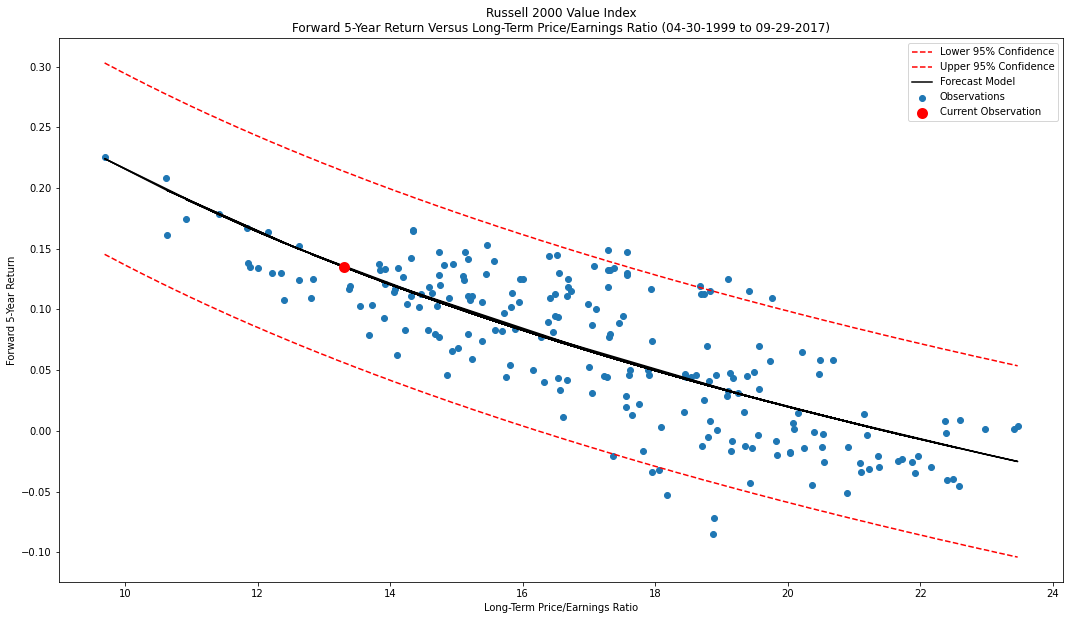 Russell 2000 Value Index
Forward 5-Year Return Versus Long-Term Price/Earnings Ratio (04-30-1999 to 09-29-2017)
Lower 95% Confidence
Upper 95% Confidence
Forecast Model
Observations
Current Observation
Forward 5-Year Return
0.30
0.25
0.20
0.15
0.10
0.05
0.00
−0.05
−0.10
10 12 14 16 18 20 22 24
Long-Term Price/Earnings Ratio